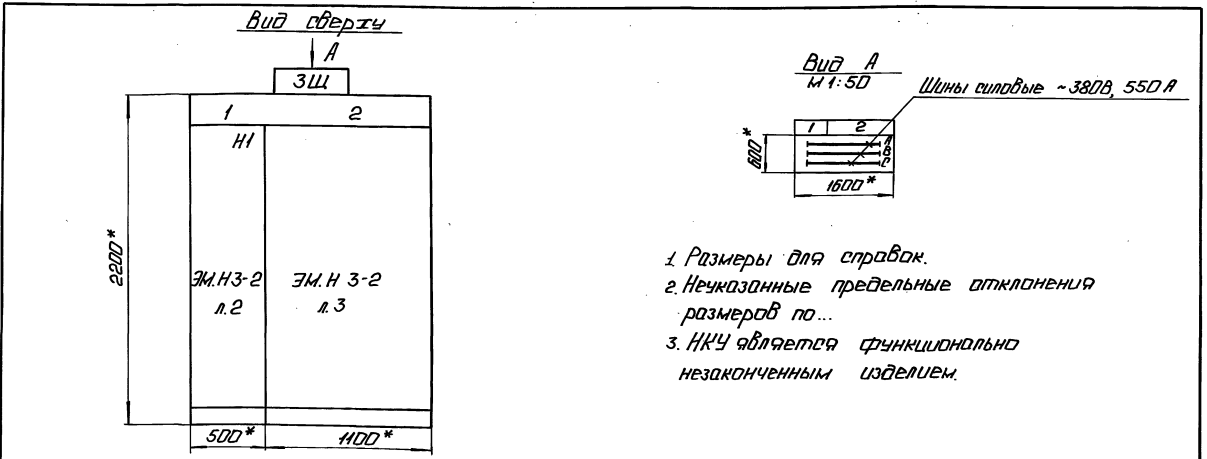 Вид сверху
А
ЗЩ
1 2
Н1
2200*
ЭМ.НЗ-2
л.2
ЭМ.Н 3-2
л.3
500*
1100*
Вид А
М 1:50
Шины силовые ~380В, 550 А
1 2
А
В
С
600*
1600*
1. Размеры для справок.
2. Неуказанные предельные отклонения
размеров по...
3. НКУ является функционально
незаконченным изделием.